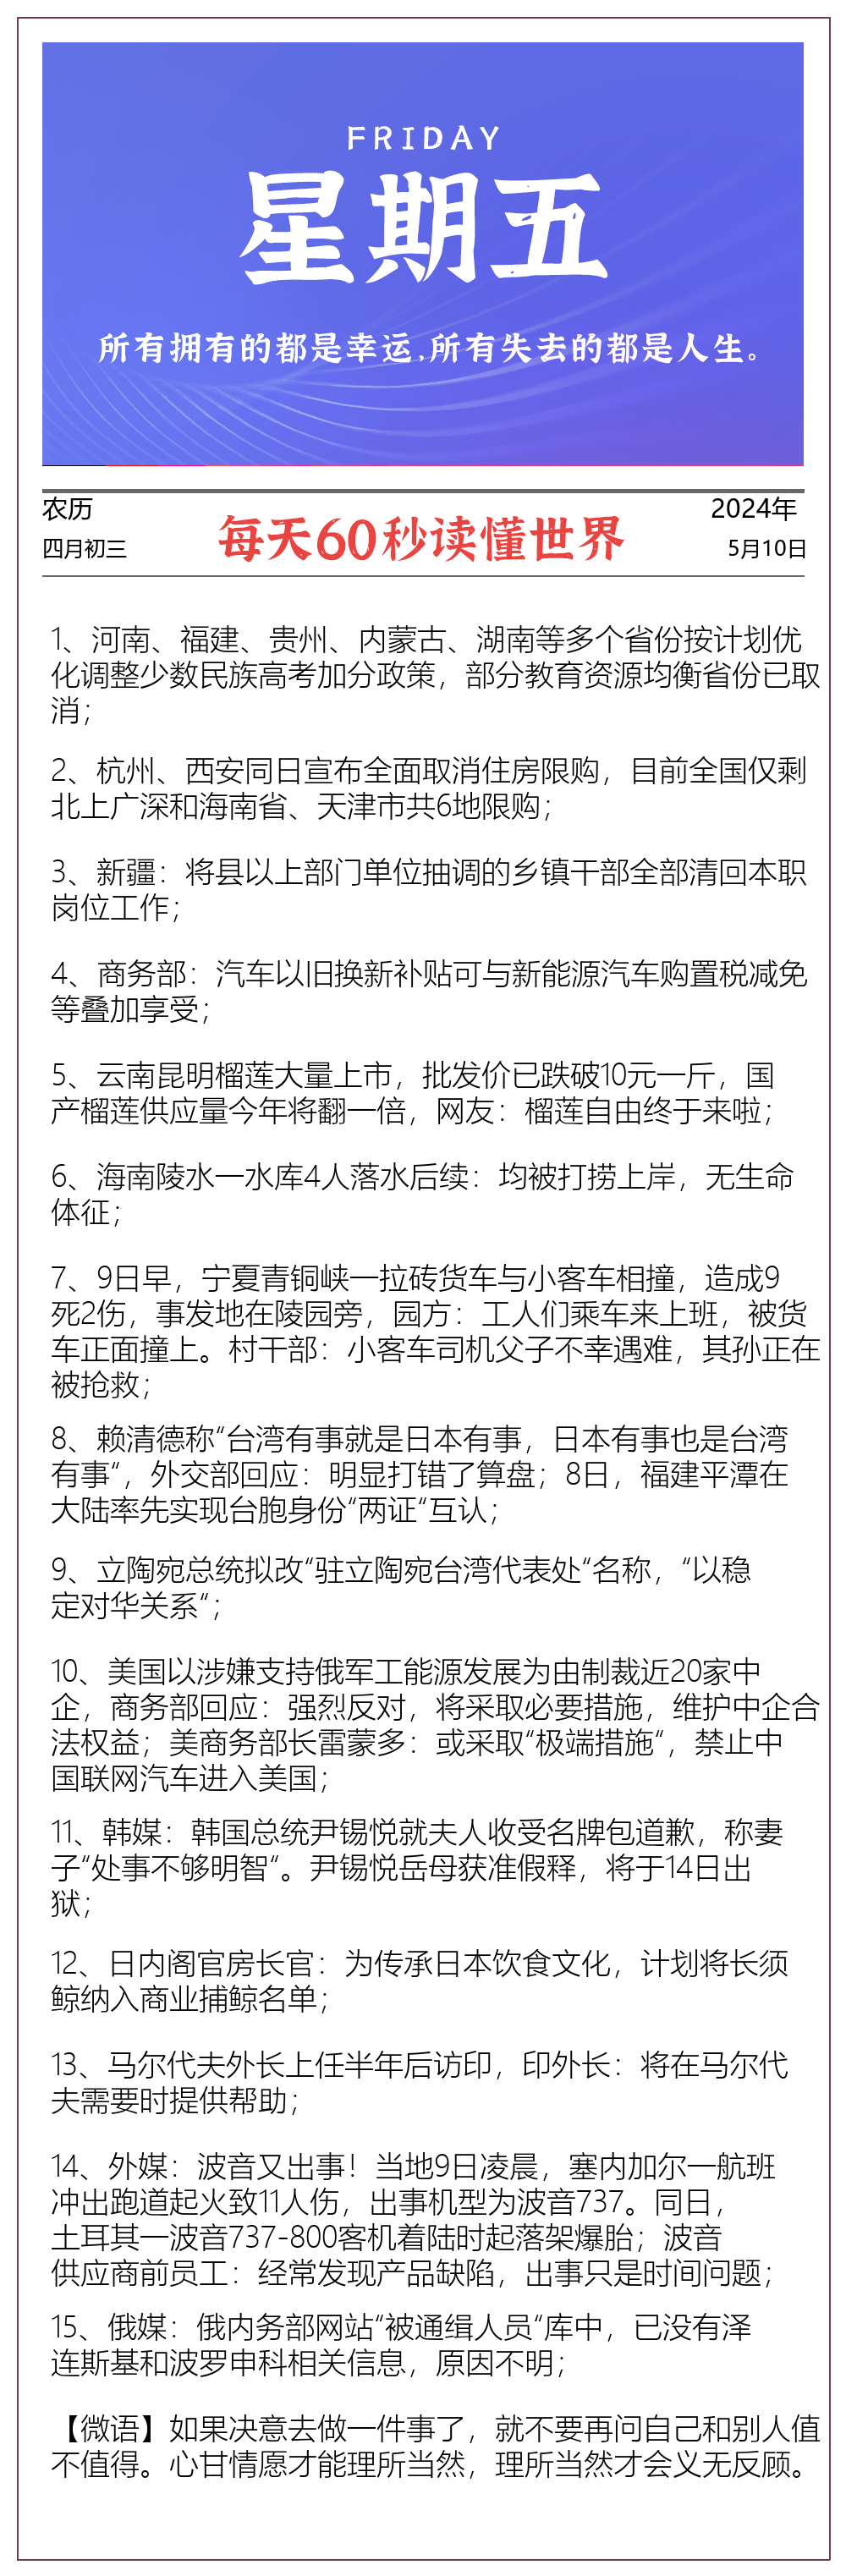 FRIDAY
星期五
所有拥有的都是幸运,所有失去的都是人生。
农历
2024年
每天60秒读懂世界
四月初三
5月10日
1、河南、福建、贵州、内蒙古、湖南等多个省份按计划优
化调整少数民族高考加分政策，部分教育资源均衡省份已取
消；
2、杭州、西安同日宣布全面取消住房限购，目前全国仅剩
北上广深和海南省、天津市共6地限购；
3、新疆：将县以上部门单位抽调的乡镇干部全部清回本职
岗位工作；
4、商务部：汽车以旧换新补贴可与新能源汽车购置税减免
等叠加享受；
5、云南昆明榴莲大量上市，批发价已跌破10元一斤，国
产榴莲供应量今年将翻一倍，网友：榴莲自由终于来啦；
6、海南陵水一水库4人落水后续：均被打捞上岸，无生命
体征；
7、9日早，宁夏青铜峡一拉砖货车与小客车相撞，造成9
死2伤，事发地在陵园旁，园方：工人们乘车来上班，被货
车正面撞上。村干部：小客车司机父子不幸遇难，其孙正在
被抢救；
8、赖清德称“台湾有事就是日本有事，日本有事也是台湾
有事“，外交部回应：明显打错了算盘；8日，福建平潭在
大陆率先实现台胞身份“两证“互认；
9、立陶宛总统拟改“驻立陶宛台湾代表处“名称，“以稳
定对华关系“；
10、美国以涉嫌支持俄军工能源发展为由制裁近20家中
企，商务部回应：强烈反对，将采取必要措施，维护中企合
法权益；美商务部长雷蒙多：或采取“极端措施“，禁止中
国联网汽车进入美国；
11、韩媒：韩国总统尹锡悦就夫人收受名牌包道歉，称妻
子“处事不够明智“。尹锡悦岳母获准假释，将于14日出
狱；
12、日内阁官房长官：为传承日本饮食文化，计划将长须
鲸纳入商业捕鲸名单；
13、马尔代夫外长上任半年后访印，印外长：将在马尔代
夫需要时提供帮助；
14、外媒：波音又出事！当地9日凌晨，塞内加尔一航班
冲出跑道起火致11人伤，出事机型为波音737。同日，
土耳其一波音737-800客机着陆时起落架爆胎；波音
供应商前员工：经常发现产品缺陷，出事只是时间问题；
15、俄媒：俄内务部网站“被通缉人员“库中，已没有泽
连斯基和波罗申科相关信息，原因不明；
【微语】如果决意去做一件事了，就不要再问自己和别人值
不值得。心甘情愿才能理所当然，理所当然才会义无反顾。